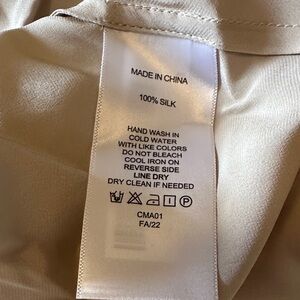 MADE IN CHINA
100% SILK
HAND WASH IN
COLD WATER
WITH LIKE COLORS
DO NOT BLEACH
COOL IRON ON
REVERSE SIDE
LINE DRY
DRY CLEAN IF NEEDED
CMA01
FA/22